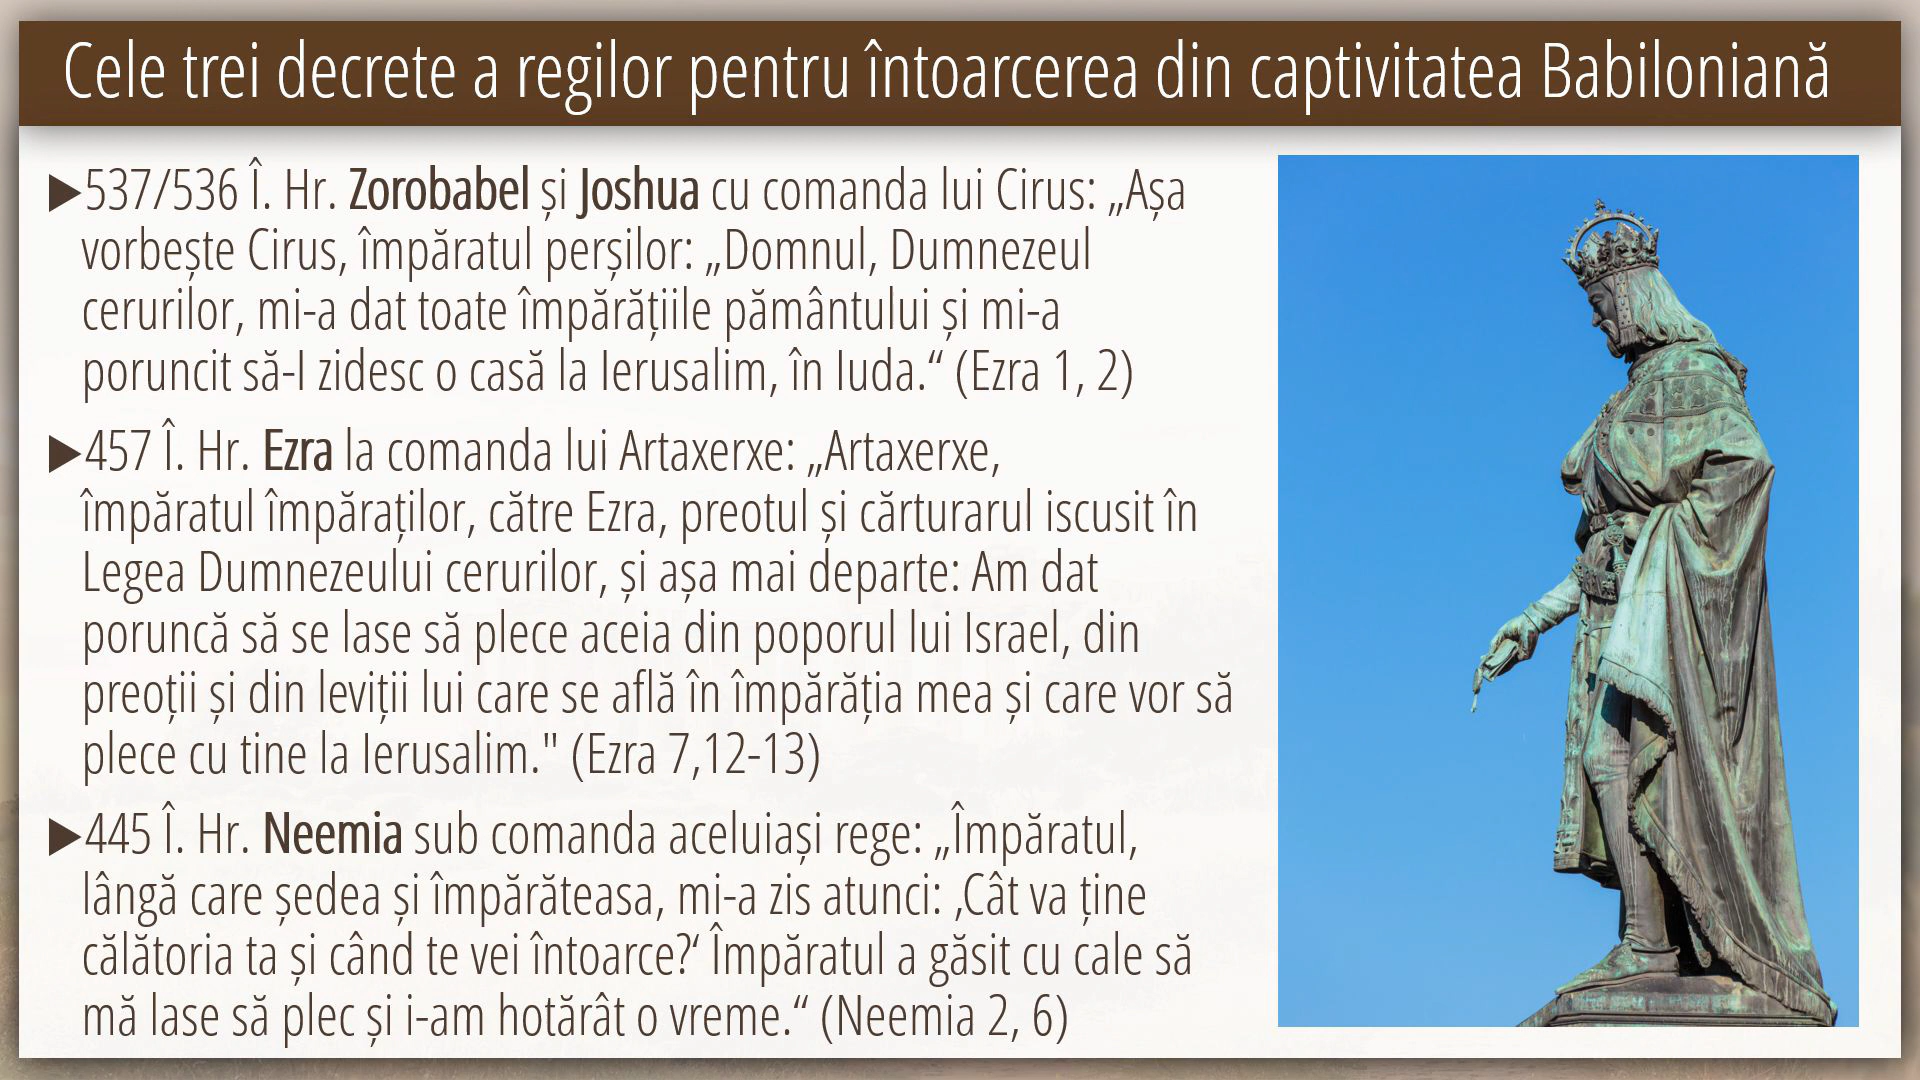 Cele trei decrete a regilor pentru întoarcerea din captivitatea Babiloniană
▶537/536 Î. Hr. Zorobabel și Joshua cu comanda lui Cirus: „Așa
vorbește Cirus, împăratul perșilor: „Domnul, Dumnezeul
cerurilor, mi-a dat toate împărățiile pământului și mi-a
poruncit să-I zidesc o casă la Ierusalim, în Iuda.“ (Ezra 1, 2)
▶457 Î. Hr. Ezra la comanda lui Artaxerxe: „Artaxerxe,
împăratul împăraților, către Ezra, preotul și cărturarul iscusit în
Legea Dumnezeului cerurilor, și așa mai departe: Am dat
poruncă să se lase să plece aceia din poporul lui Israel, din
preoții și din leviții lui care se află în împărăția mea și care vor să
plece cu tine la Ierusalim." (Ezra 7,12-13)
▶445 Î. Hr. Neemia sub comanda aceluiași rege: „Împăratul,
lângă care ședea și împărăteasa, mi-a zis atunci: ‚Cât va ține
călătoria ta și când te vei întoarce?‘ Împăratul a găsit cu cale să
mă lase să plec și i-am hotărât o vreme.“ (Neemia 2, 6)